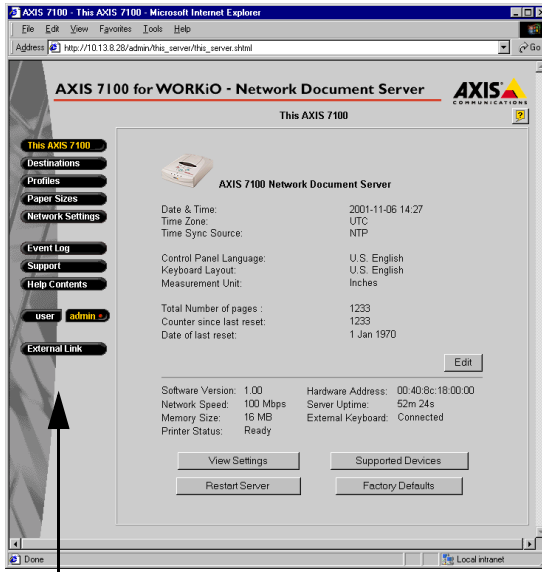 AXIS 7100 - This AXIS 7100 - Microsoft Internet Explorer
File Edit View Favorites Tools Help
Address http://10.13.8.28/admin/this_server/this_server.shtml Go
AXIS 7100 for WORKiO - Network Document Server
AXIS
COMMUNICATIONS
This AXIS 7100
?
This AXIS 7100
Destinations
Profiles
Paper Sizes
Network Settings
Event Log
Support
Help Contents
user admin
External Link
AXIS 7100 Network Document Server
Date & Time: 2001-11-06 14:27
Time Zone: UTC
Time Sync Source: NTP
Control Panel Language: U.S. English
Keyboard Layout: U.S. English
Measurement Unit: Inches
Total Number of pages : 1233
Counter since last reset: 1233
Date of last reset: 1 Jan 1970
Edit
Software Version: 1.00 Hardware Address: 00:40:8c:18:00:00
Network Speed: 100 Mbps Server Uptime: 52m 24s
Memory Size: 16 MB External Keyboard: Connected
Printer Status: Ready
View Settings Supported Devices
Restart Server Factory Defaults
Done Local intranet